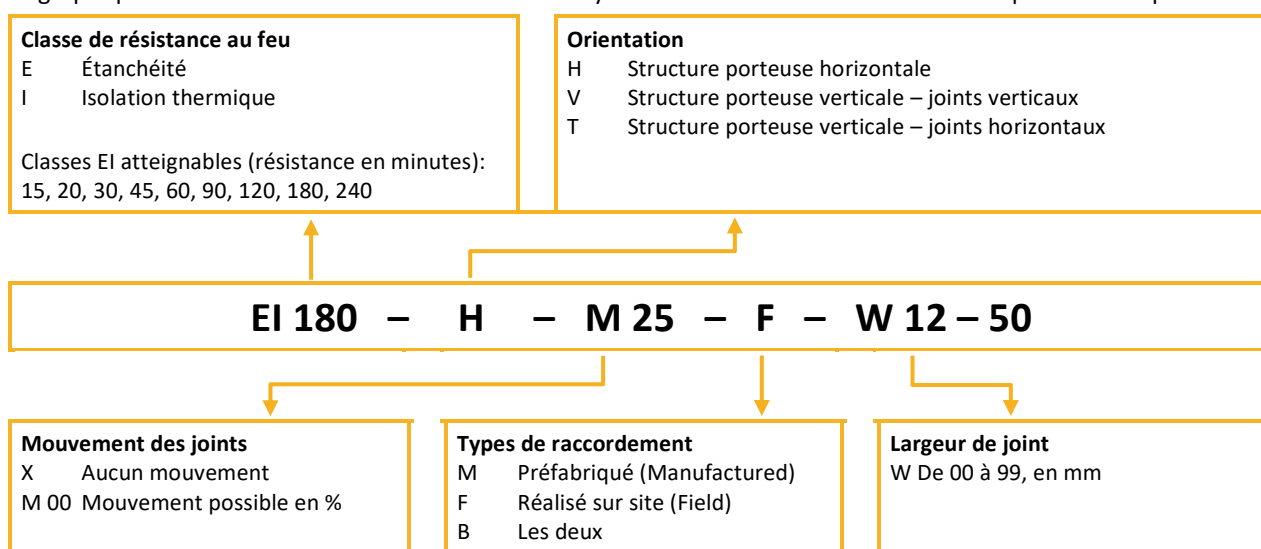 Classe de résistance au feu
E Étanchéité
I Isolation thermique
Classes EI atteignables (résistance en minutes):
15, 20, 30, 45, 60, 90, 120, 180, 240
Orientation
H Structure porteuse horizontale
V Structure porteuse verticale – joints verticaux
T Structure porteuse verticale – joints horizontaux
EI 180 – H – M 25 – F – W 12 – 50
Mouvement des joints
X Aucun mouvement
M 00 Mouvement possible en %
Types de raccordement
M Préfabriqué (Manufactured)
F Réalisé sur site (Field)
B Les deux
Largeur de joint
W De 00 à 99, en mm